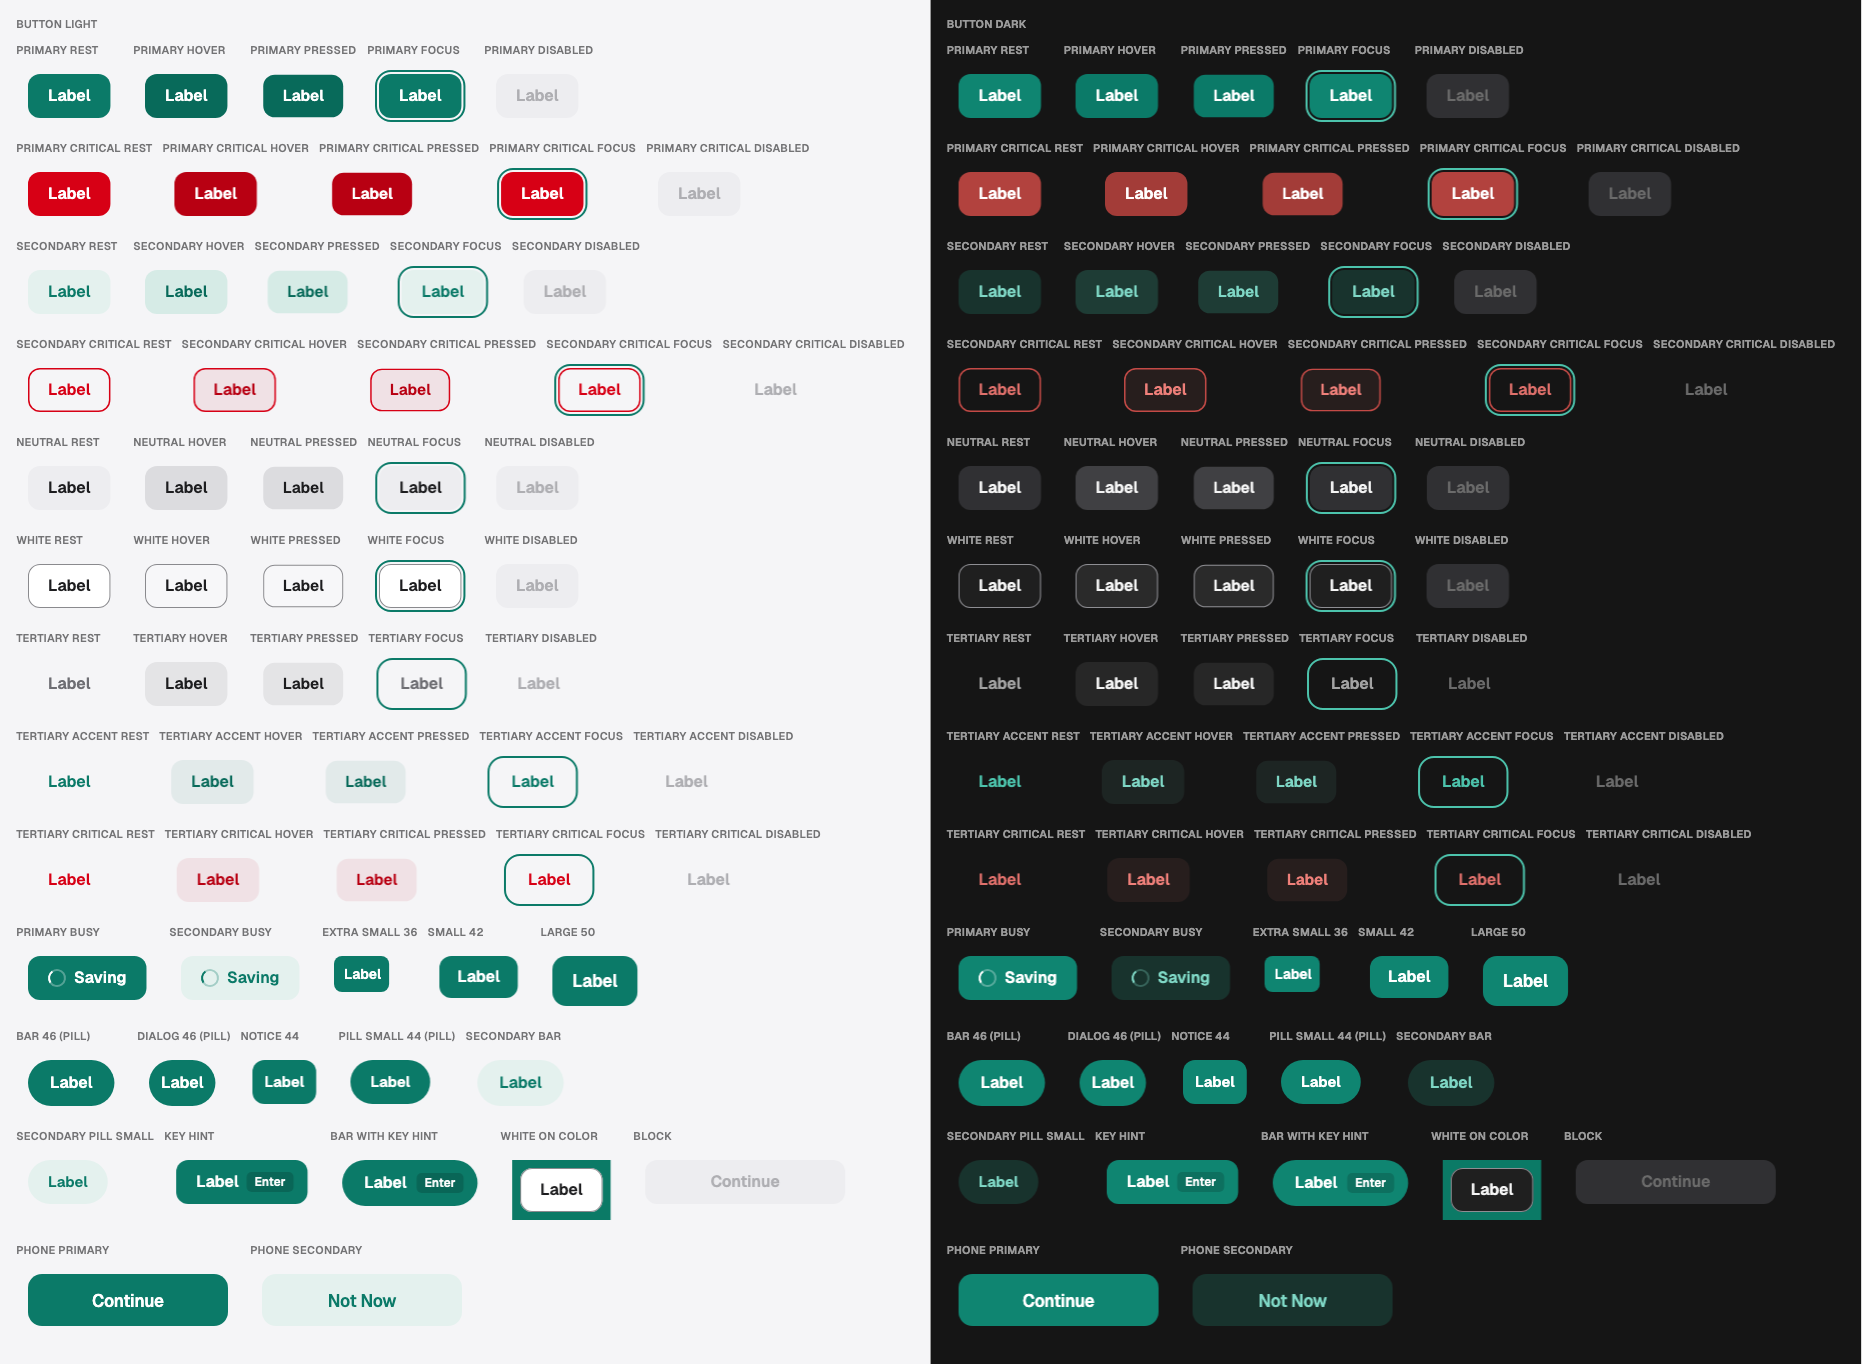 BUTTON LIGHT
PRIMARY REST PRIMARY HOVER PRIMARY PRESSED PRIMARY FOCUS PRIMARY DISABLED
Label Label Label Label Label
PRIMARY CRITICAL REST PRIMARY CRITICAL HOVER PRIMARY CRITICAL PRESSED PRIMARY CRITICAL FOCUS PRIMARY CRITICAL DISABLED
Label Label Label Label Label
SECONDARY REST SECONDARY HOVER SECONDARY PRESSED SECONDARY FOCUS SECONDARY DISABLED
Label Label Label Label Label
SECONDARY CRITICAL REST SECONDARY CRITICAL HOVER SECONDARY CRITICAL PRESSED SECONDARY CRITICAL FOCUS SECONDARY CRITICAL DISABLED
Label Label Label Label Label
NEUTRAL REST NEUTRAL HOVER NEUTRAL PRESSED NEUTRAL FOCUS NEUTRAL DISABLED
Label Label Label Label Label
WHITE REST WHITE HOVER WHITE PRESSED WHITE FOCUS WHITE DISABLED
Label Label Label Label Label
TERTIARY REST TERTIARY HOVER TERTIARY PRESSED TERTIARY FOCUS TERTIARY DISABLED
Label Label Label Label Label
TERTIARY ACCENT REST TERTIARY ACCENT HOVER TERTIARY ACCENT PRESSED TERTIARY ACCENT FOCUS TERTIARY ACCENT DISABLED
Label Label Label Label Label
TERTIARY CRITICAL REST TERTIARY CRITICAL HOVER TERTIARY CRITICAL PRESSED TERTIARY CRITICAL FOCUS TERTIARY CRITICAL DISABLED
Label Label Label Label Label
PRIMARY BUSY SECONDARY BUSY EXTRA SMALL 36 SMALL 42 LARGE 50
Saving Saving Label Label Label
BAR 46 (PILL) DIALOG 46 (PILL) NOTICE 44 PILL SMALL 44 (PILL) SECONDARY BAR
Label Label Label Label Label
SECONDARY PILL SMALL KEY HINT BAR WITH KEY HINT WHITE ON COLOR BLOCK
Label Label Enter Label Enter Label Continue
PHONE PRIMARY PHONE SECONDARY
Continue Not Now
BUTTON DARK
PRIMARY REST PRIMARY HOVER PRIMARY PRESSED PRIMARY FOCUS PRIMARY DISABLED
Label Label Label Label Label
PRIMARY CRITICAL REST PRIMARY CRITICAL HOVER PRIMARY CRITICAL PRESSED PRIMARY CRITICAL FOCUS PRIMARY CRITICAL DISABLED
Label Label Label Label Label
SECONDARY REST SECONDARY HOVER SECONDARY PRESSED SECONDARY FOCUS SECONDARY DISABLED
Label Label Label Label Label
SECONDARY CRITICAL REST SECONDARY CRITICAL HOVER SECONDARY CRITICAL PRESSED SECONDARY CRITICAL FOCUS SECONDARY CRITICAL DISABLED
Label Label Label Label Label
NEUTRAL REST NEUTRAL HOVER NEUTRAL PRESSED NEUTRAL FOCUS NEUTRAL DISABLED
Label Label Label Label Label
WHITE REST WHITE HOVER WHITE PRESSED WHITE FOCUS WHITE DISABLED
Label Label Label Label Label
TERTIARY REST TERTIARY HOVER TERTIARY PRESSED TERTIARY FOCUS TERTIARY DISABLED
Label Label Label Label Label
TERTIARY ACCENT REST TERTIARY ACCENT HOVER TERTIARY ACCENT PRESSED TERTIARY ACCENT FOCUS TERTIARY ACCENT DISABLED
Label Label Label Label Label
TERTIARY CRITICAL REST TERTIARY CRITICAL HOVER TERTIARY CRITICAL PRESSED TERTIARY CRITICAL FOCUS TERTIARY CRITICAL DISABLED
Label Label Label Label Label
PRIMARY BUSY SECONDARY BUSY EXTRA SMALL 36 SMALL 42 LARGE 50
Saving Saving Label Label Label
BAR 46 (PILL) DIALOG 46 (PILL) NOTICE 44 PILL SMALL 44 (PILL) SECONDARY BAR
Label Label Label Label Label
SECONDARY PILL SMALL KEY HINT BAR WITH KEY HINT WHITE ON COLOR BLOCK
Label Label Enter Label Enter Label Continue
PHONE PRIMARY PHONE SECONDARY
Continue Not Now